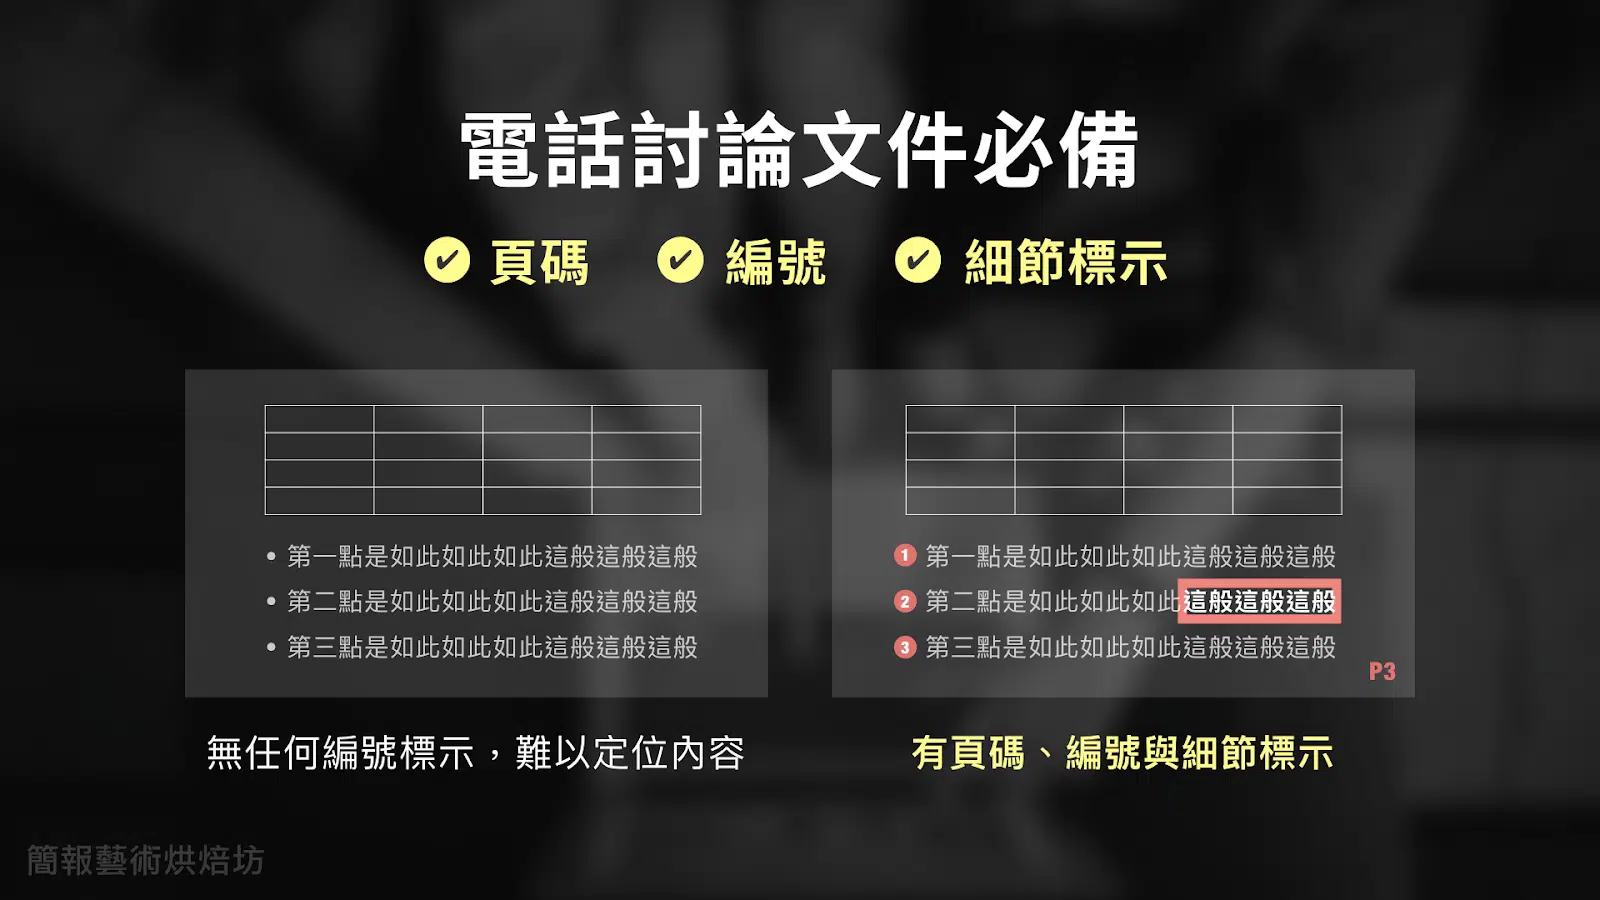 電話討論文件必備
✔ 頁碼 ✔ 編號 ✔ 細節標示
• 第一點是如此如此如此這般這般這般
• 第二點是如此如此如此這般這般這般
• 第三點是如此如此如此這般這般這般
無任何編號標示，難以定位內容
1 第一點是如此如此如此這般這般這般
2 第二點是如此如此如此這般這般這般
3 第三點是如此如此如此這般這般這般
P3
有頁碼、編號與細節標示
簡報藝術烘焙坊